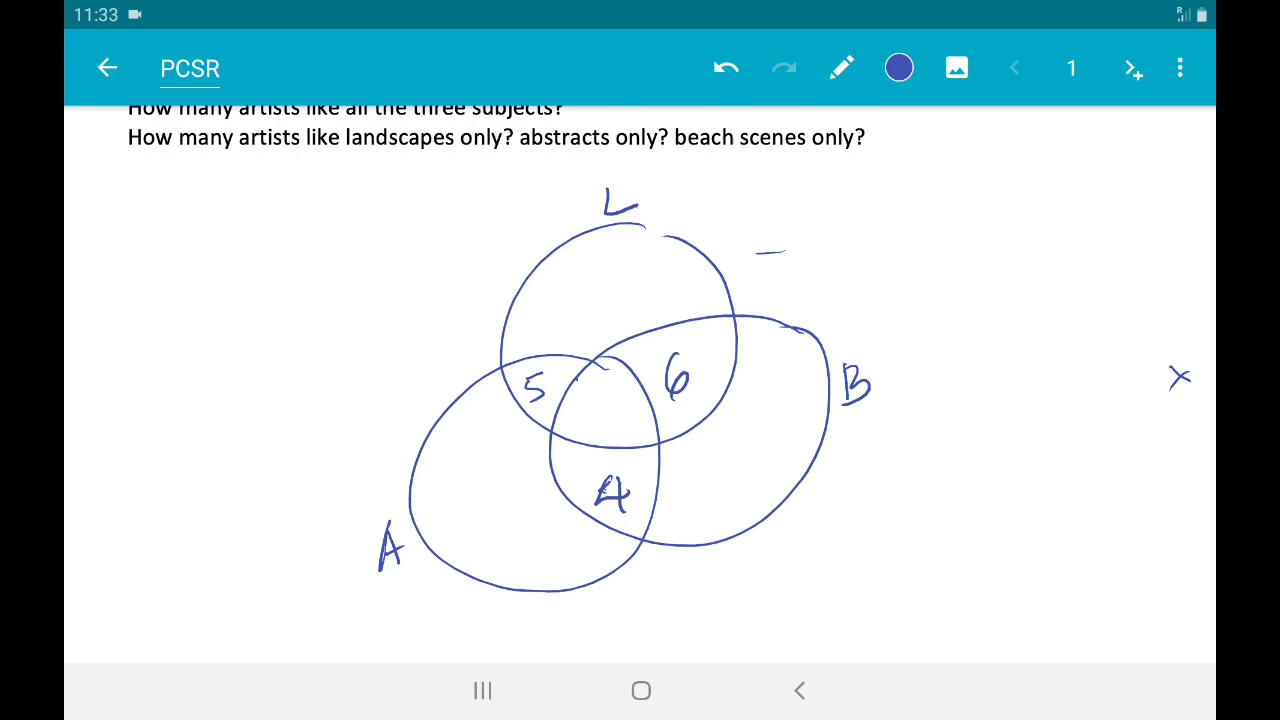 11:33
R
PCSR
1
How many artists like all the three subjects?
How many artists like landscapes only? abstracts only? beach scenes only?
L
5
6
B
x
4
A